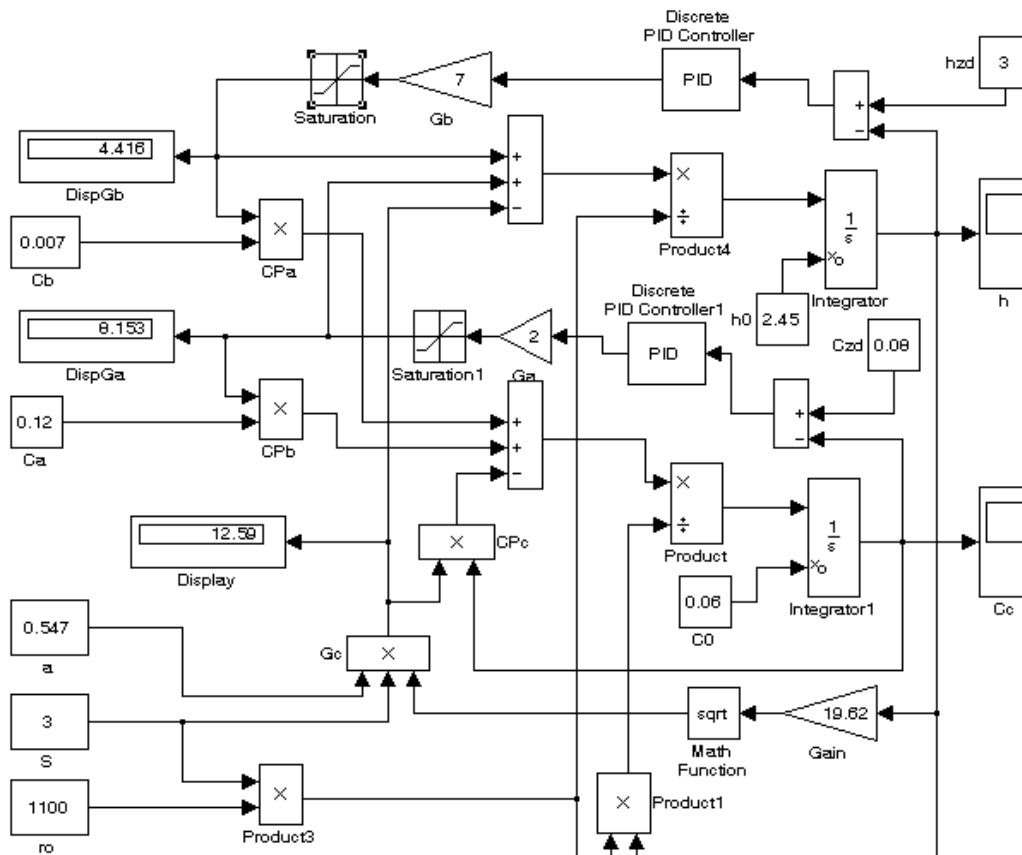 Discrete
PID Controller
hzd
3
7
PID
+
−
Saturation
Gb
4.416
DispGb
+
+
−
×
÷
Product4
1
s
xo
Integrator
h
0.007
Cb
×
CPa
Discrete
PID Controller1
h0
2.45
8.153
DispGa
2
PID
Czd
0.08
Saturation1
Ga
0.12
Ca
×
CPb
+
+
−
+
−
×
÷
Product
1
s
xo
Integrator1
Cc
12.59
Display
×
CPc
0.06
C0
0.547
a
Gc
×
3
S
sqrt
Math
Function
19.62
Gain
1100
ro
×
Product3
×
Product1